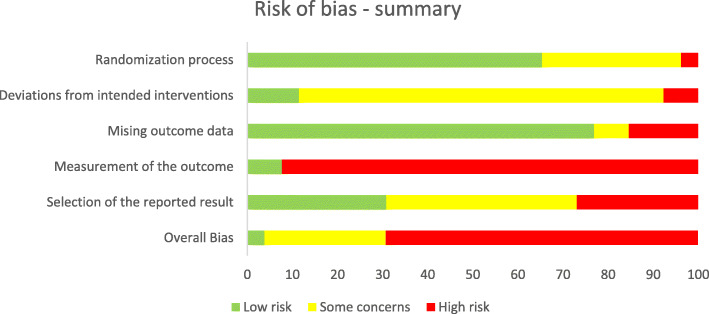 Risk of bias - summary
Randomization process
Deviations from intended interventions
Mising outcome data
Measurement of the outcome
Selection of the reported result
Overall Bias
0 10 20 30 40 50 60 70 80 90 100
Low risk Some concerns High risk